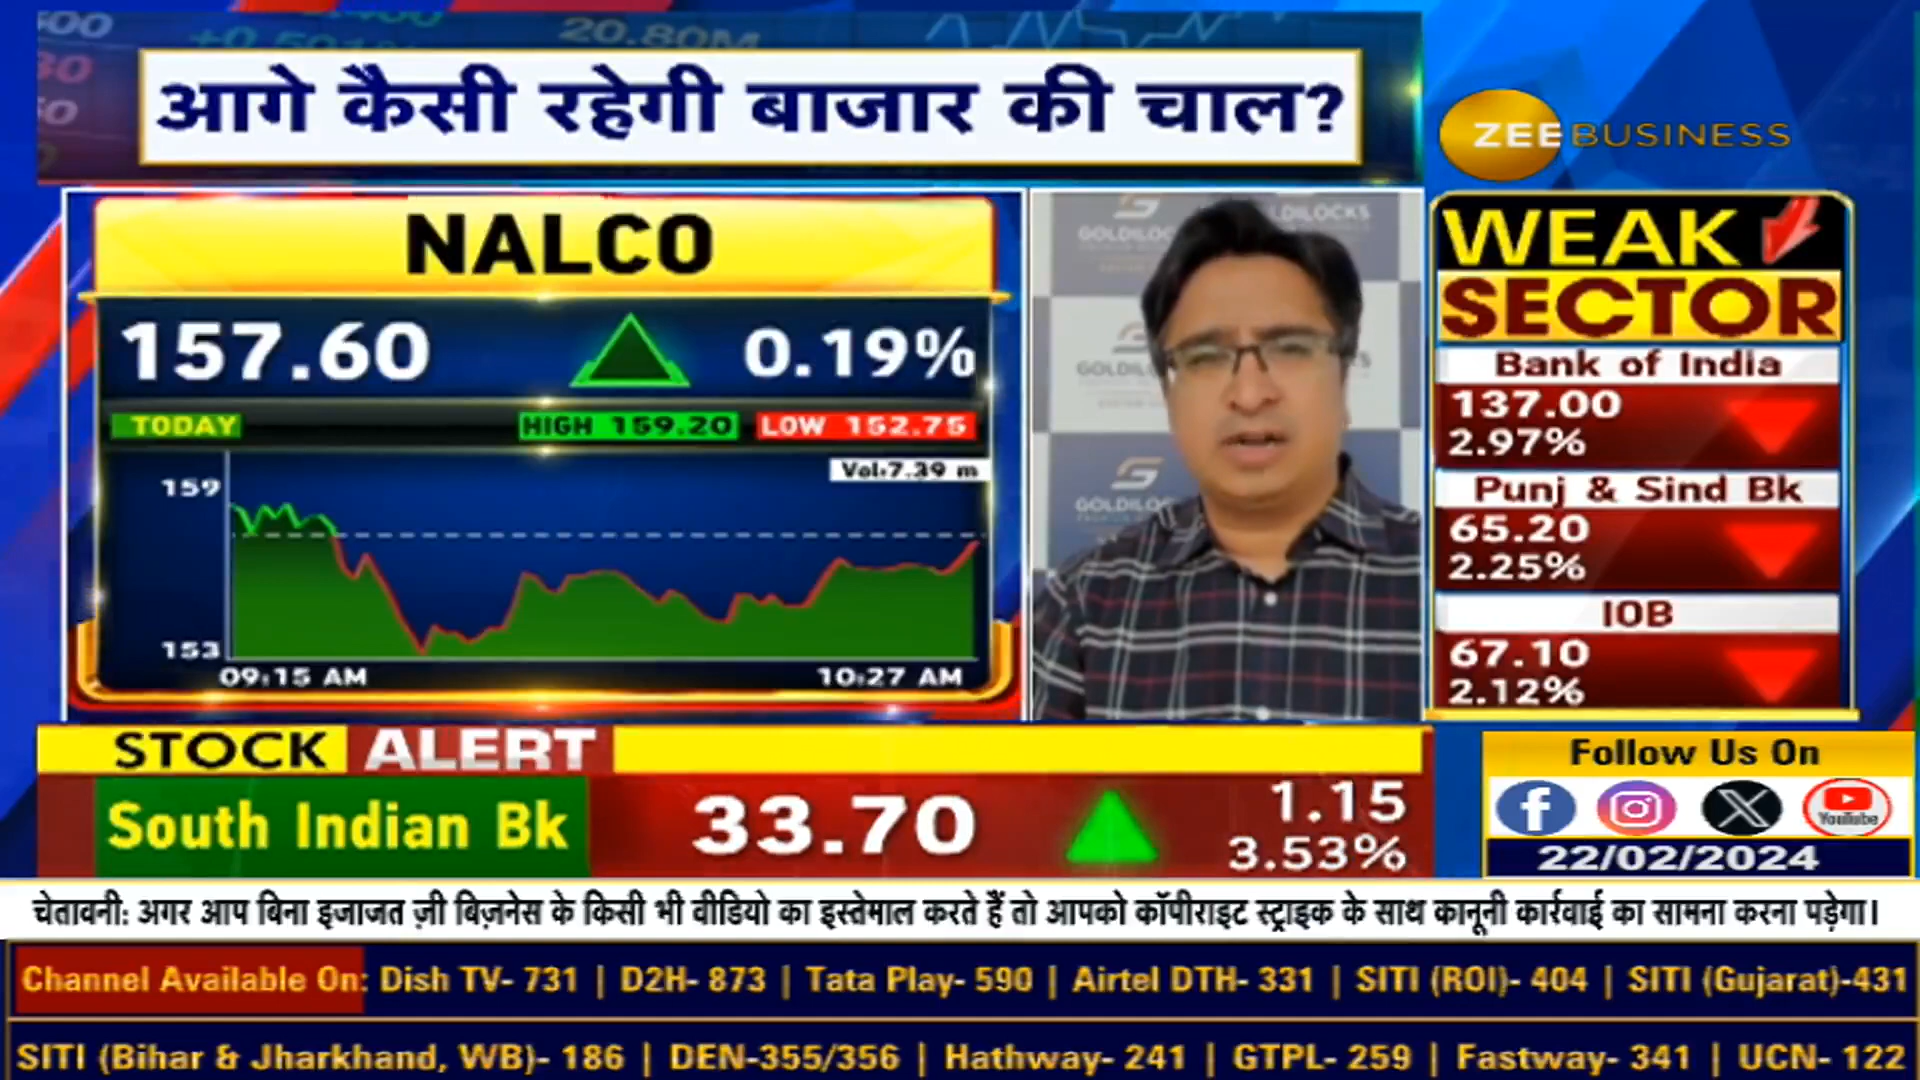 आगे कैसी रहेगी बाजार की चाल?
ZEE BUSINESS
NALCO
157.60 0.19%
TODAY HIGH 159.20 LOW 152.75
Vol:7.39 m
159
153
09:15 AM 10:27 AM
GOLDILOCKS
GOLDILOCKS
WEAK
SECTOR
Bank of India
137.00
2.97%
Punj & Sind Bk
65.20
2.25%
IOB
67.10
2.12%
STOCK ALERT
South Indian Bk 33.70 1.15
3.53%
Follow Us On
YouTube
22/02/2024
चेतावनी: अगर आप बिना इजाजत ज़ी बिज़नेस के किसी भी वीडियो का इस्तेमाल करते हैं तो आपको कॉपीराइट स्ट्राइक के साथ कानूनी कार्रवाई का सामना करना पड़ेगा।
Channel Available On: Dish TV- 731 | D2H- 873 | Tata Play- 590 | Airtel DTH- 331 | SITI (ROI)- 404 | SITI (Gujarat)-431
SITI (Bihar & Jharkhand, WB)- 186 | DEN-355/356 | Hathway- 241 | GTPL- 259 | Fastway- 341 | UCN- 122